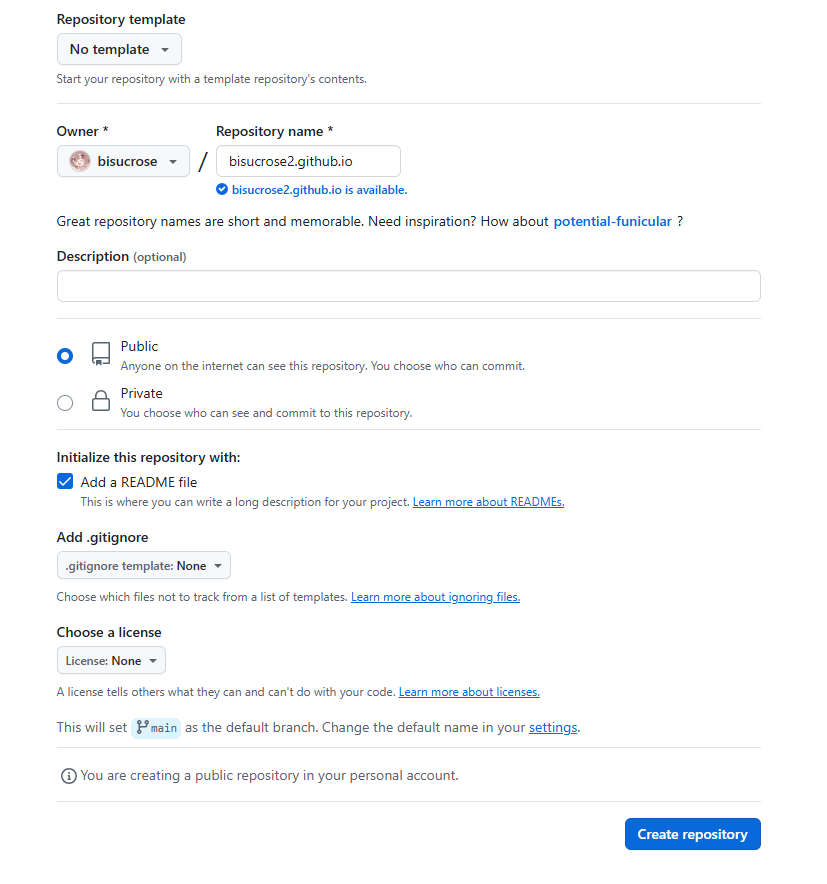 Repository template
No template
Start your repository with a template repository's contents.
Owner * Repository name *
bisucrose / bisucrose2.github.io
bisucrose2.github.io is available.
Great repository names are short and memorable. Need inspiration? How about potential-funicular ?
Description (optional)
Public
Anyone on the internet can see this repository. You choose who can commit.
Private
You choose who can see and commit to this repository.
Initialize this repository with:
Add a README file
This is where you can write a long description for your project. Learn more about READMEs.
Add .gitignore
.gitignore template: None
Choose which files not to track from a list of templates. Learn more about ignoring files.
Choose a license
License: None
A license tells others what they can and can't do with your code. Learn more about licenses.
This will set main as the default branch. Change the default name in your settings.
You are creating a public repository in your personal account.
Create repository